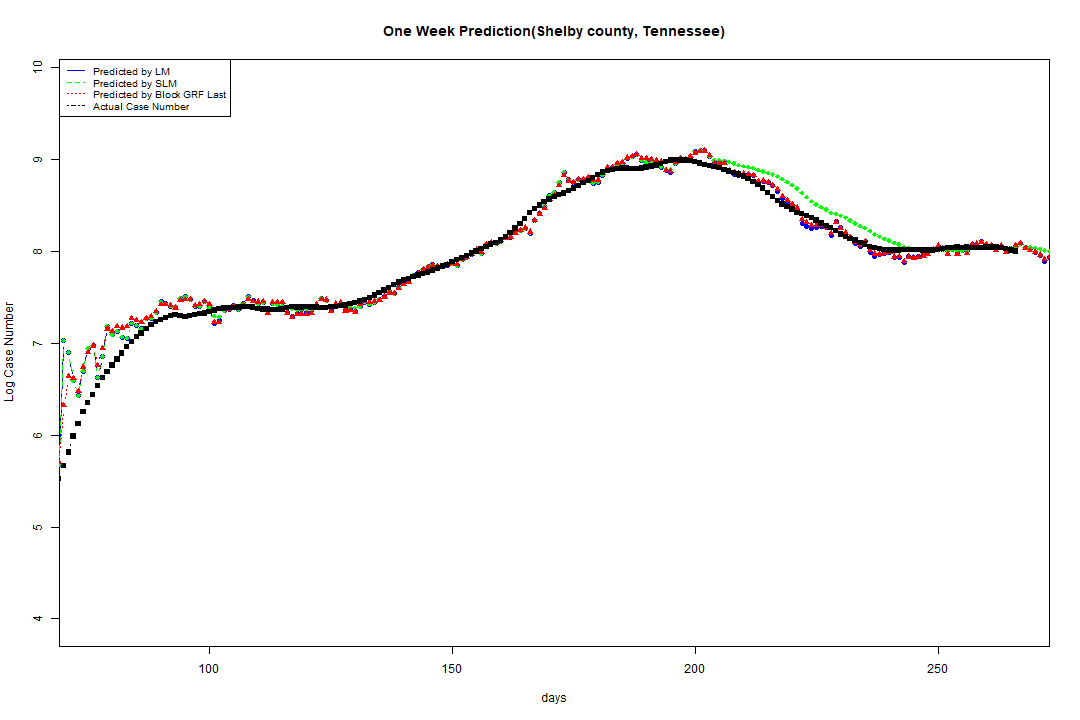 One Week Prediction(Shelby county, Tennessee)
Predicted by LM
Predicted by SLM
Predicted by Block GRF Last
Actual Case Number
10
9
8
7
6
5
4
Log Case Number
100
150
200
250
days